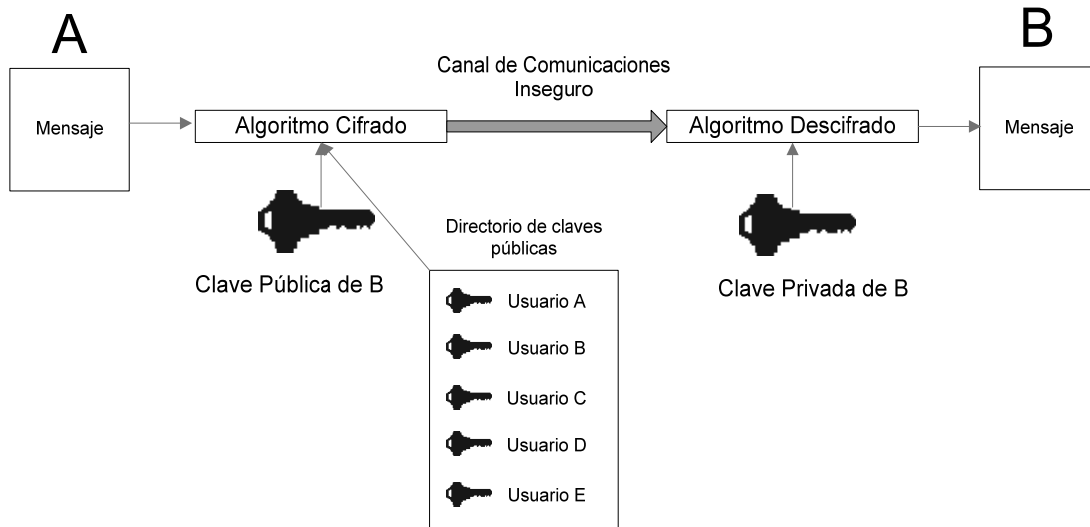 A
B
Canal de Comunicaciones
Inseguro
Mensaje
Algoritmo Cifrado
Algoritmo Descifrado
Mensaje
Directorio de claves
públicas
Clave Pública de B
Clave Privada de B
Usuario A
Usuario B
Usuario C
Usuario D
Usuario E